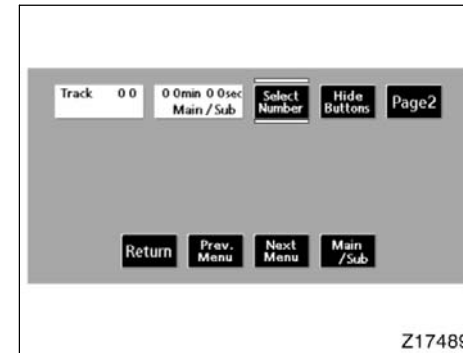 Track 0 0
0 0min 0 0sec
Main / Sub
Select
Number
Hide
Buttons
Page2
Return
Prev.
Menu
Next
Menu
Main
/Sub
Z17489